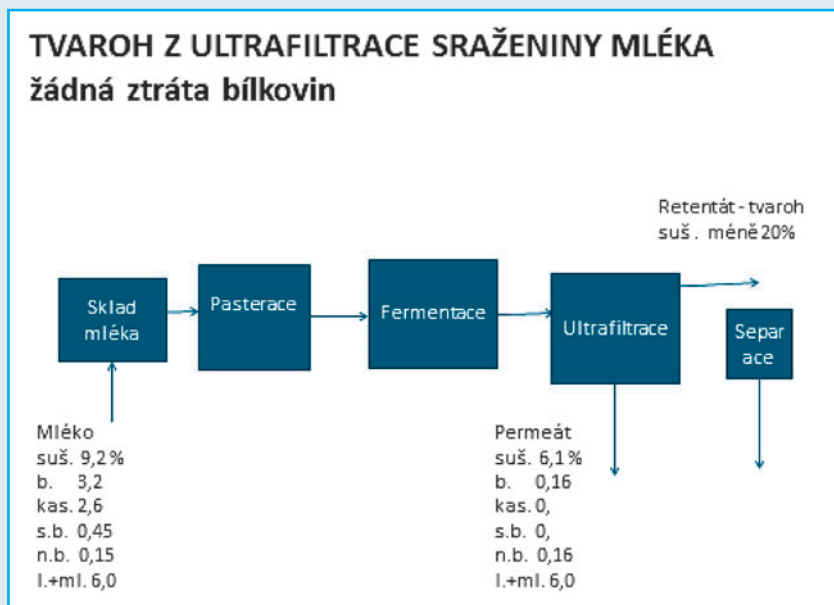 TVAROH Z ULTRAFILTRACE SRAŽENINY MLÉKA
žádná ztráta bílkovin
Retentát - tvaroh
suš. méně 20%
Sklad
mléka
Pasterace
Fermentace
Ultrafiltrace
Separ
ace
Mléko
suš. 9,2%
b. 3,2
kas. 2,6
s.b. 0,45
n.b. 0,15
l.+ml. 6,0
Permeát
suš. 6,1%
b. 0,16
kas. 0,
s.b. 0,
n.b. 0,16
l.+ml. 6,0